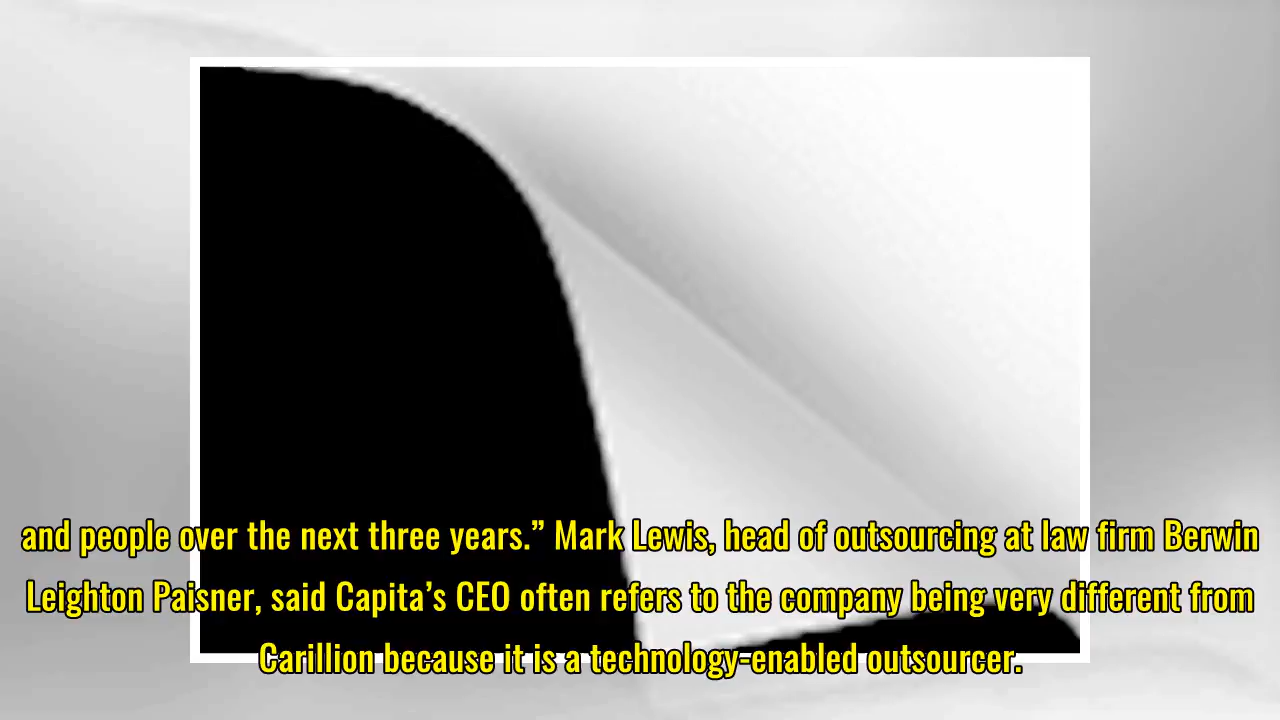 and people over the next three years.” Mark Lewis, head of outsourcing at law firm Berwin
Leighton Paisner, said Capita’s CEO often refers to the company being very different from
Carillion because it is a technology-enabled outsourcer.